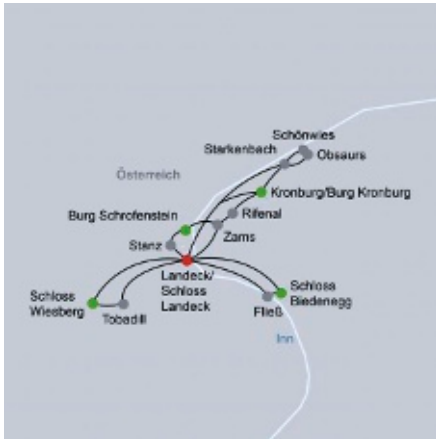 Schönwies
Starkenbach
Obsaurs
Österreich
Kronburg/Burg Kronburg
Burg Schrofenstein
Rifenal
Zams
Stanz
Landeck/
Schloss
Landeck
Schloss
Wiesberg
Tobadill
Schloss
Biedenegg
Fließ
Inn